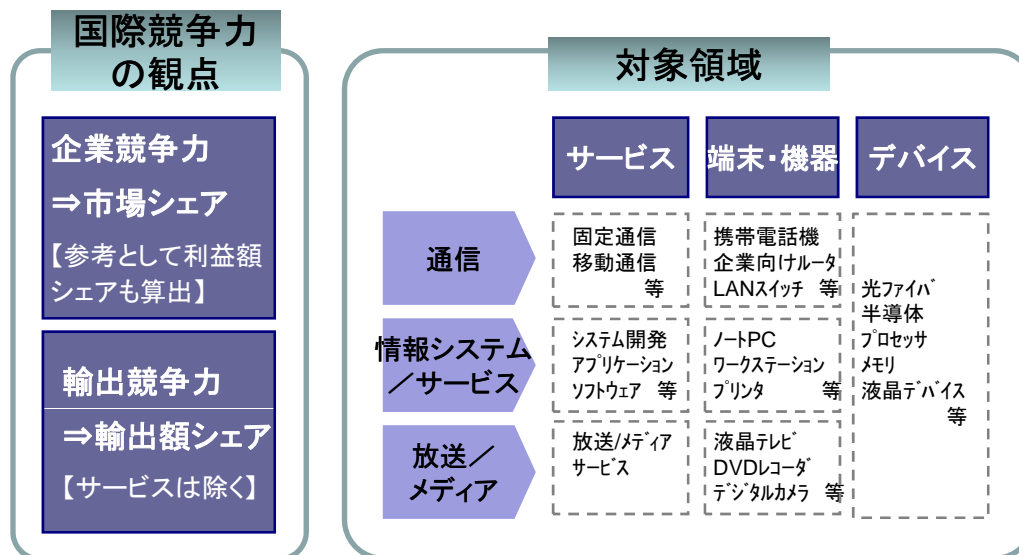 国際競争力
の観点
企業競争力
⇒市場シェア
【参考として利益額
シェアも算出】
輸出競争力
⇒輸出額シェア
【サービスは除く】
対象領域
サービス
端末・機器
デバイス
通信
固定通信
移動通信
等
携帯電話機
企業向けルータ
LANスイッチ 等
情報システム
／サービス
システム開発
アプリケーション
ソフトウェア 等
ノートPC
ワークステーション
プリンタ 等
放送／
メディア
放送/メディア
サービス
液晶テレビ
DVDレコーダ
デジタルカメラ 等
光ファイバ
半導体
プロセッサ
メモリ
液晶デバイス
等